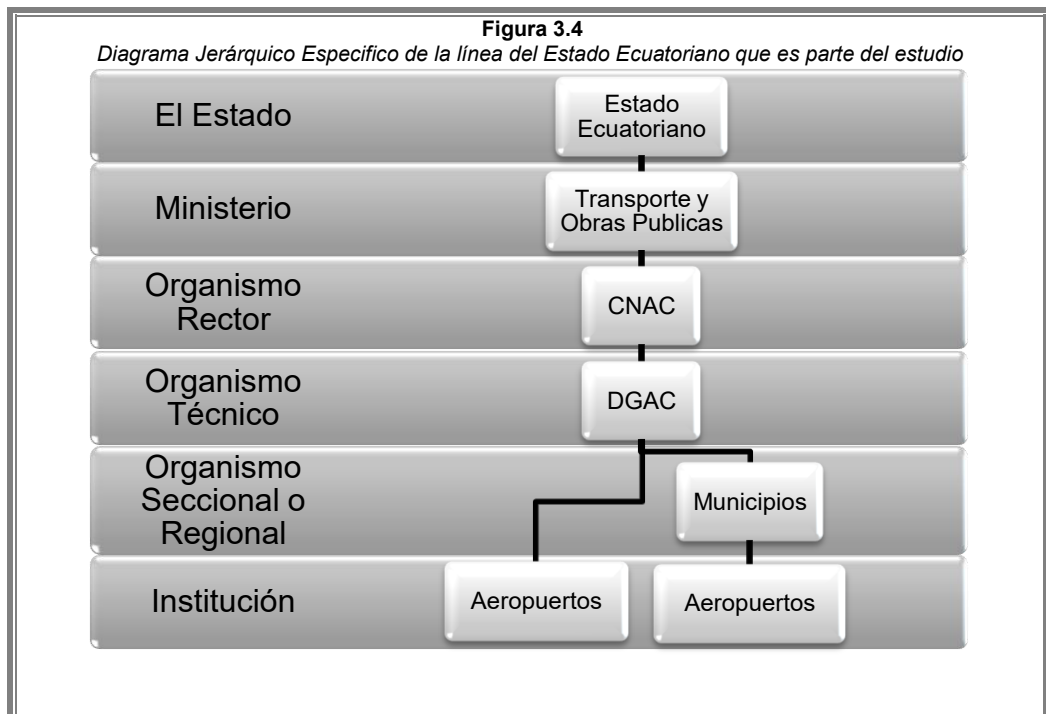 Figura 3.4
Diagrama Jerárquico Especifico de la línea del Estado Ecuatoriano que es parte del estudio
El Estado
Estado
Ecuatoriano
Ministerio
Transporte y
Obras Publicas
Organismo
Rector
CNAC
Organismo
Técnico
DGAC
Organismo
Seccional o
Regional
Municipios
Institución
Aeropuertos
Aeropuertos